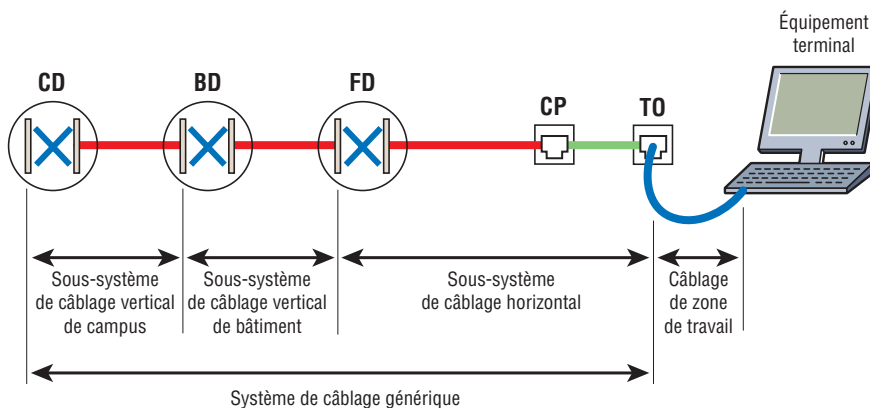 Équipement
terminal
CD
BD
FD
CP
TO
Sous-système
de câblage vertical
de campus
Sous-système
de câblage vertical
de bâtiment
Sous-système
de câblage horizontal
Câblage
de zone
de travail
Système de câblage générique